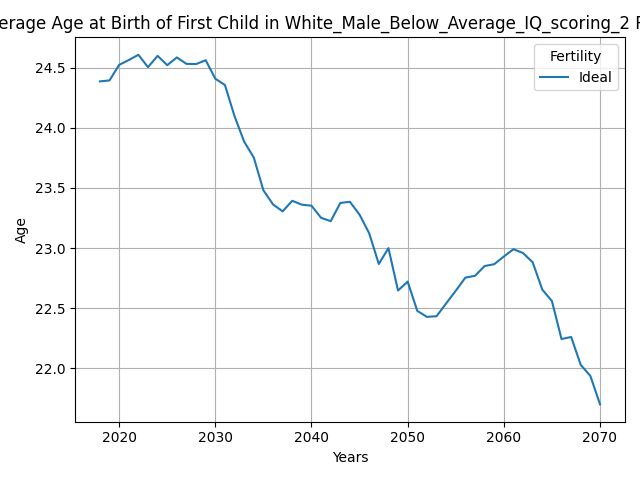 Average Age at Birth of First Child in White_Male_Below_Average_IQ_scoring_2
Fertility
Ideal
24.5
24.0
23.5
23.0
22.5
22.0
Age
2020 2030 2040 2050 2060 2070
Years